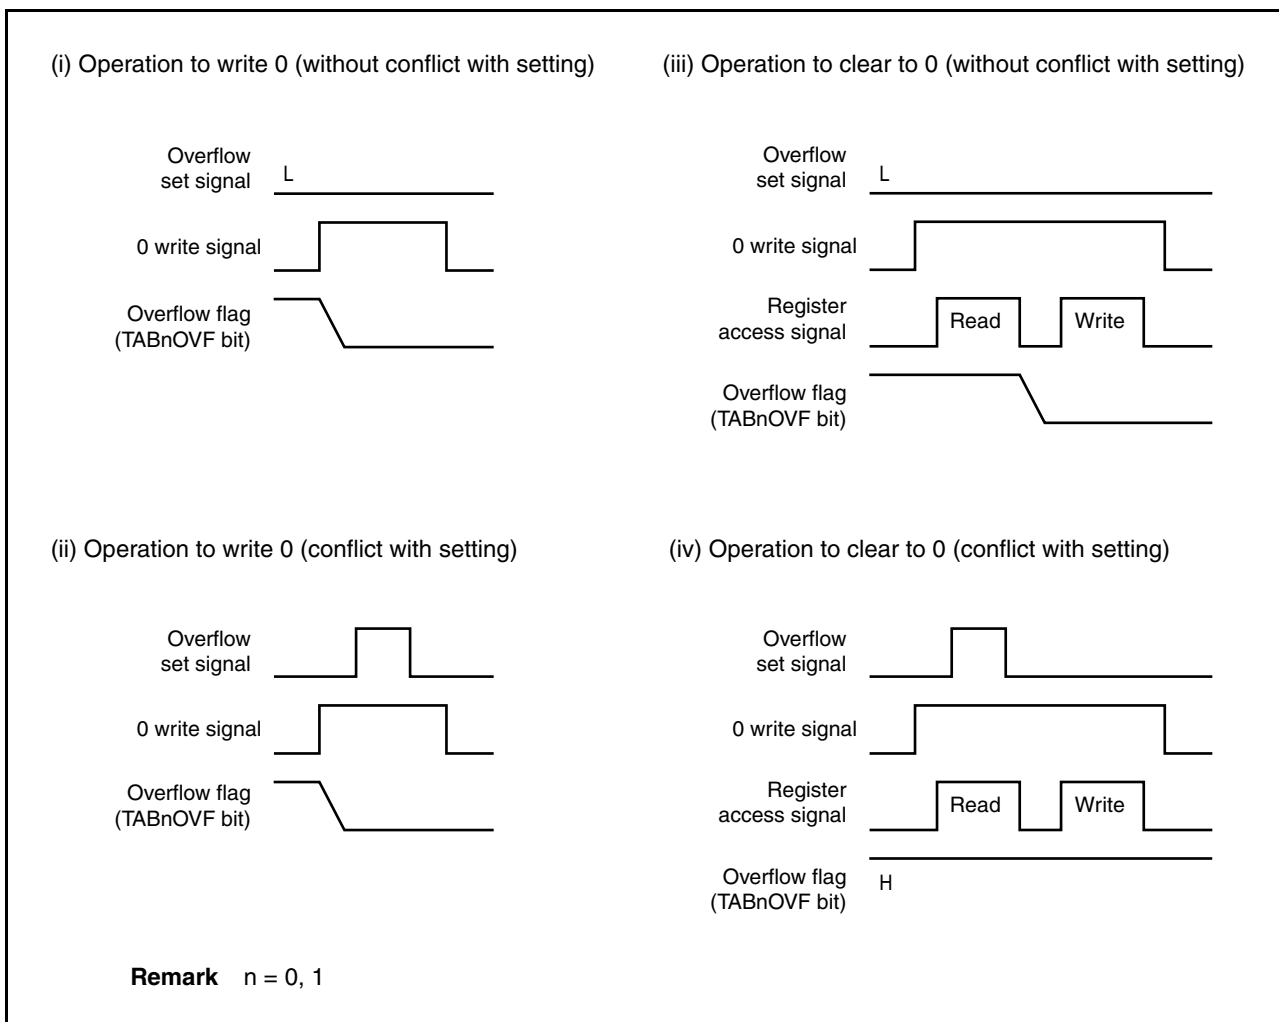 (i) Operation to write 0 (without conflict with setting)
Overflow
set signal
L
0 write signal
Overflow flag
(TABnOVF bit)
(iii) Operation to clear to 0 (without conflict with setting)
Overflow
set signal
L
0 write signal
Register
access signal
Read
Write
Overflow flag
(TABnOVF bit)
(ii) Operation to write 0 (conflict with setting)
Overflow
set signal
0 write signal
Overflow flag
(TABnOVF bit)
(iv) Operation to clear to 0 (conflict with setting)
Overflow
set signal
0 write signal
Register
access signal
Read
Write
Overflow flag
(TABnOVF bit)
H
Remark n = 0, 1